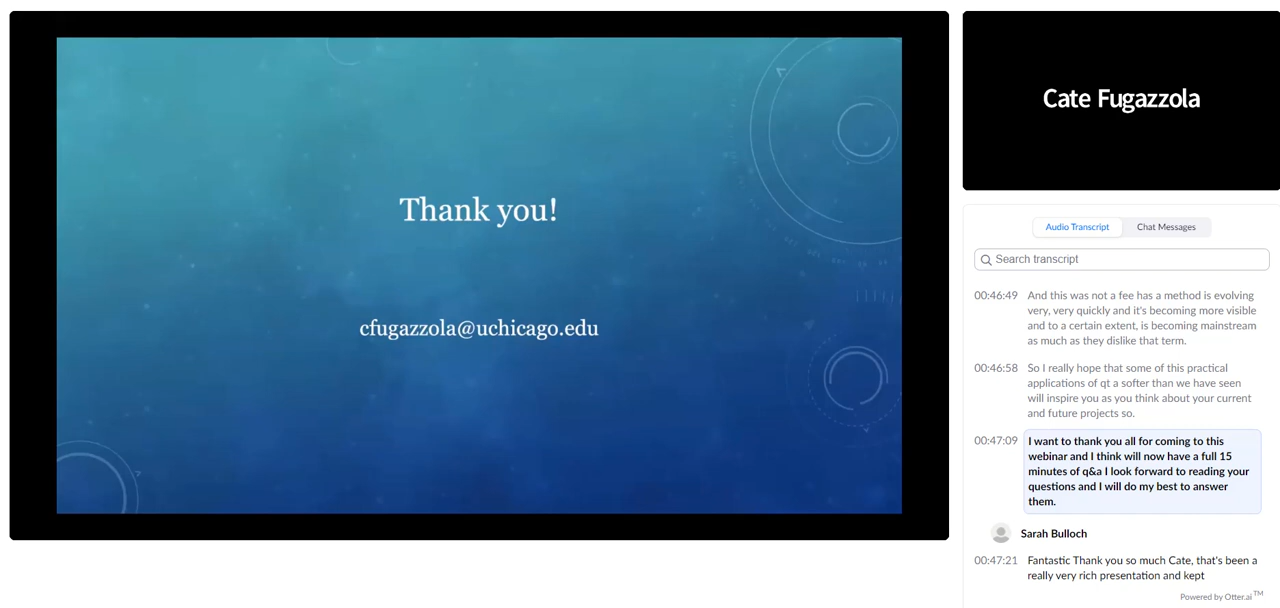 Thank you!
cfugazzola@uchicago.edu
Cate Fugazzola
Audio Transcript
Chat Messages
Search transcript
00:46:49
And this was not a fee has a method is evolving
very, very quickly and it's becoming more visible
and to a certain extent, is becoming mainstream
as much as they dislike that term.
00:46:58
So I really hope that some of this practical
applications of qt a softer than we have seen
will inspire you as you think about your current
and future projects so.
00:47:09
I want to thank you all for coming to this
webinar and I think will now have a full 15
minutes of q&a I look forward to reading your
questions and I will do my best to answer
them.
Sarah Bulloch
00:47:21
Fantastic Thank you so much Cate, that's been a
really very rich presentation and kept
Powered by Otter.ai TM